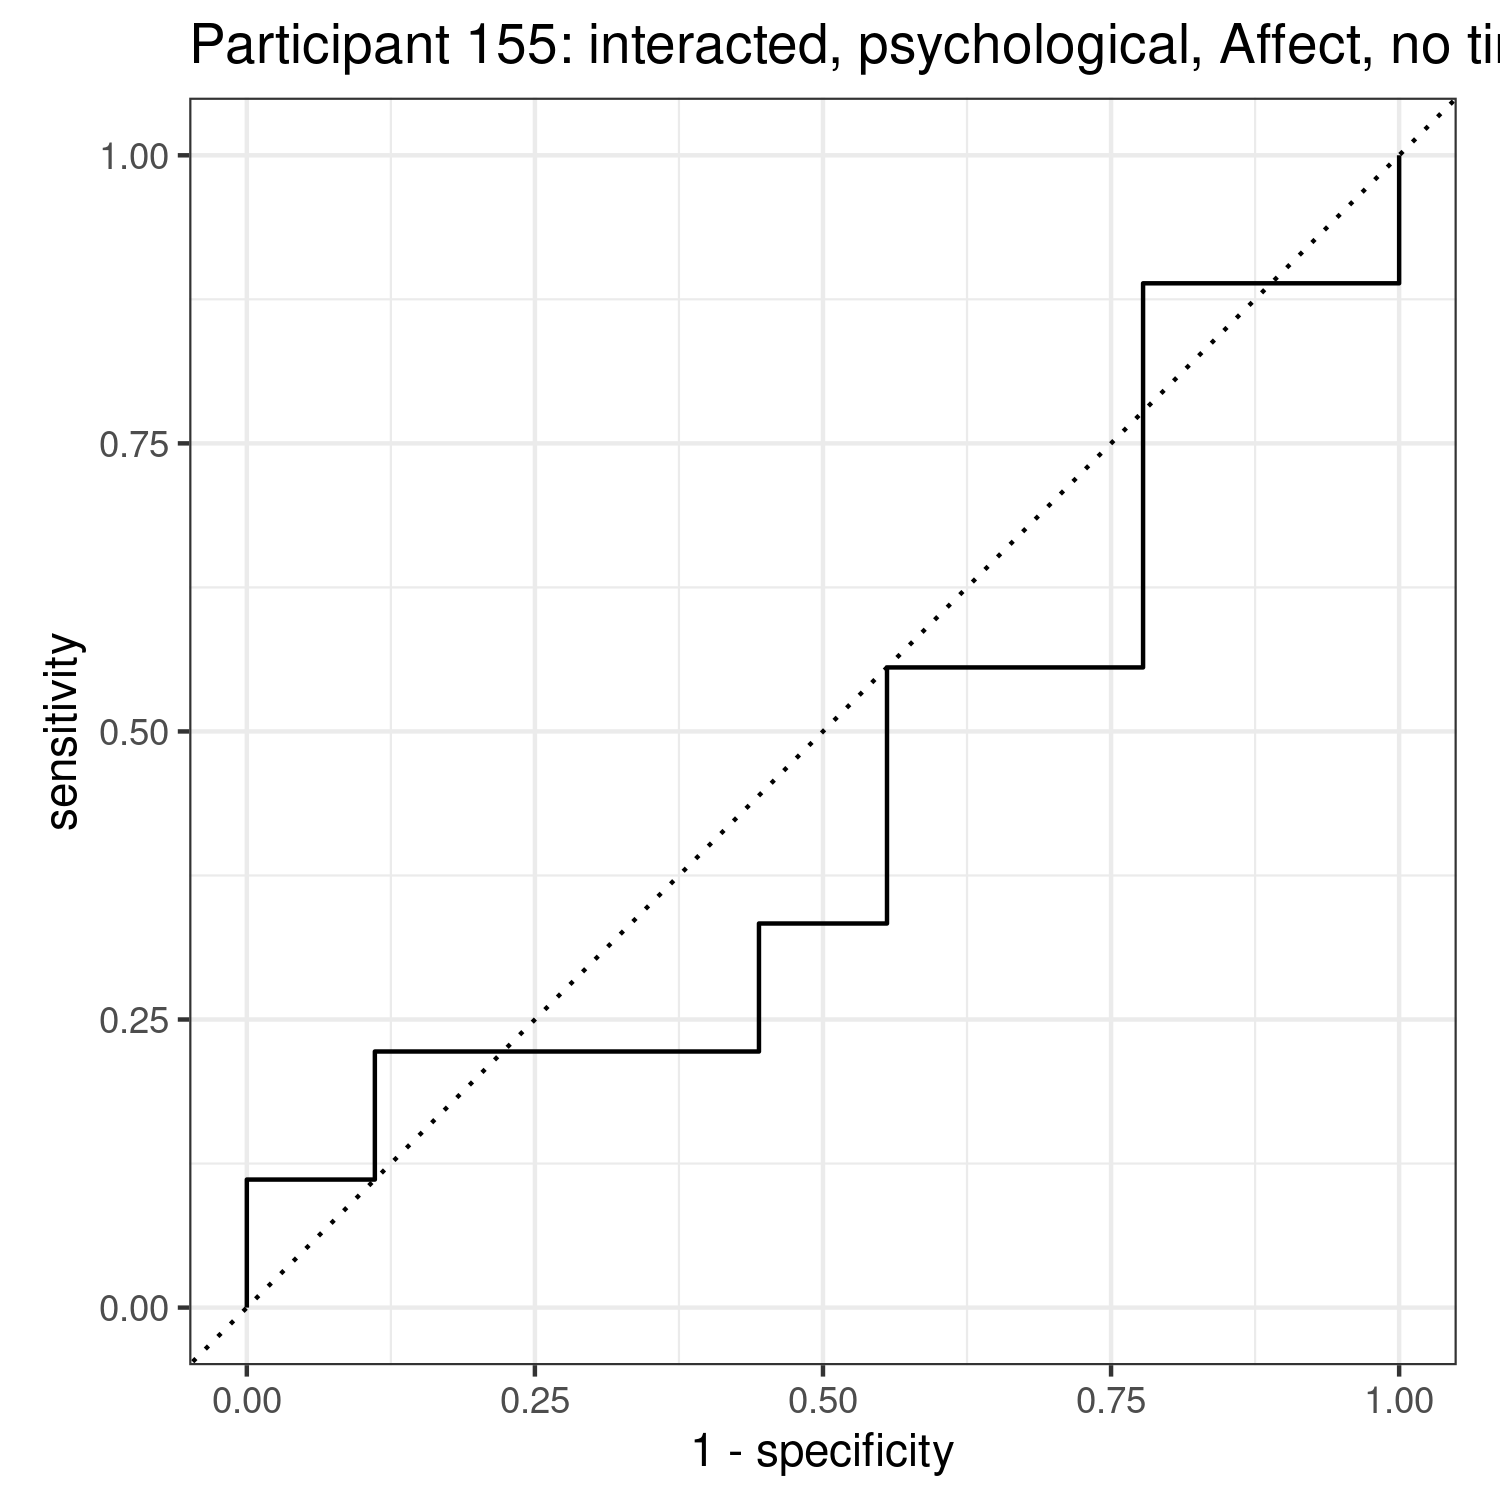 Participant 155: interacted, psychological, Affect, no
sensitivity
1.00
0.75
0.50
0.25
0.00
0.00 0.25 0.50 0.75 1.00
1 - specificity